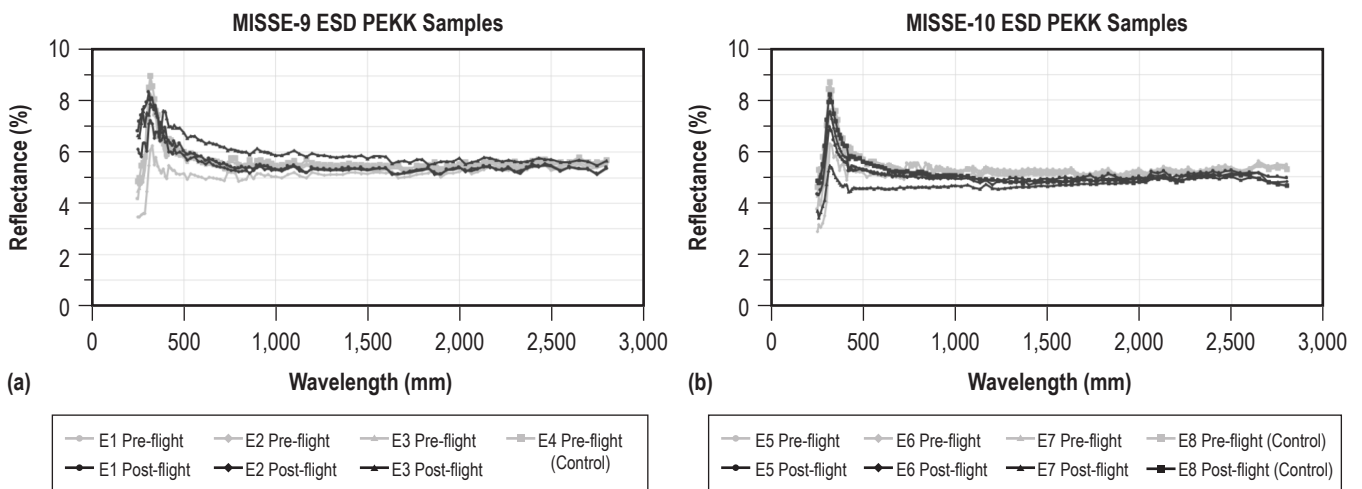 MISSE-9 ESD PEKK Samples
10
8
6
4
2
0
Reflectance (%)
0 500 1,000 1,500 2,000 2,500 3,000
Wavelength (mm)
(a)
E1 Pre-flight E2 Pre-flight E3 Pre-flight E4 Pre-flight
(Control)
E1 Post-flight E2 Post-flight E3 Post-flight
MISSE-10 ESD PEKK Samples
10
8
6
4
2
0
Reflectance (%)
0 500 1,000 1,500 2,000 2,500 3,000
Wavelength (mm)
(b)
E5 Pre-flight E6 Pre-flight E7 Pre-flight E8 Pre-flight (Control)
E5 Post-flight E6 Post-flight E7 Post-flight E8 Post-flight (Control)